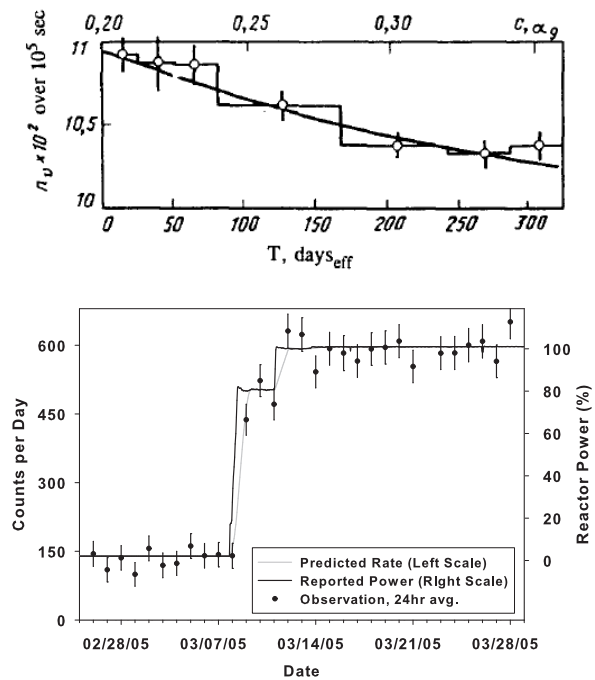 0,20 0,25 0,30 c, α₉
n_ν × 10² over 10⁵ sec
11
10,5
10
0 50 100 150 200 250 300
T, days_eff
Counts per Day
600
450
300
150
0
Reactor Power (%)
100
80
60
40
20
0
Predicted Rate (Left Scale)
Reported Power (RIght Scale)
Observation, 24hr avg.
02/28/05 03/07/05 03/14/05 03/21/05 03/28/05
Date